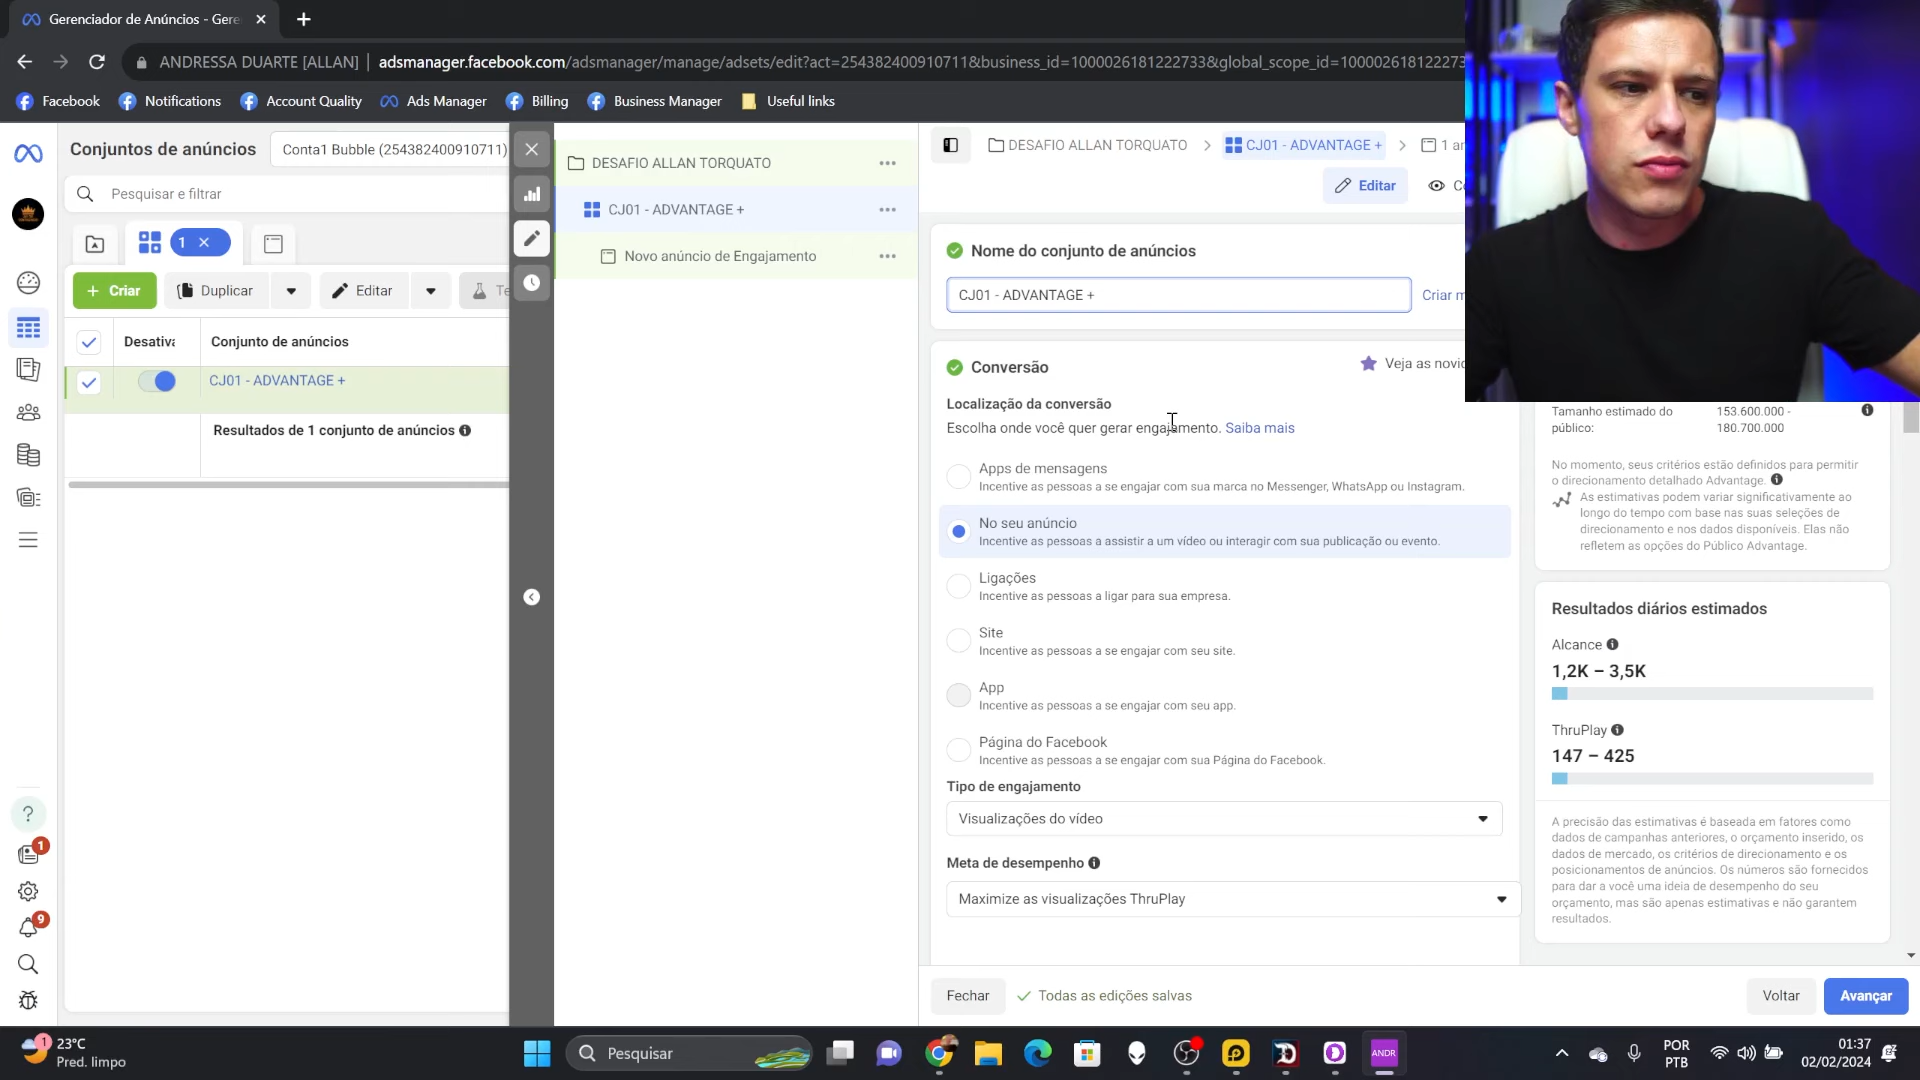 Gerenciador de Anúncios - Gere
ANDRESSA DUARTE [ALLAN] | adsmanager.facebook.com/adsmanager/manage/adsets/edit?act=254382400910711&business_id=1000026181222733&global_scope_id=10000261812227
Facebook Notifications Account Quality Ads Manager Billing Business Manager Useful links
Conjuntos de anúncios
Conta1 Bubble (254382400910711)
Pesquisar e filtrar
1
Criar
Duplicar
Editar
Te
Desativa
Conjunto de anúncios
CJ01 - ADVANTAGE +
Resultados de 1 conjunto de anúncios
DESAFIO ALLAN TORQUATO
CJ01 - ADVANTAGE +
Novo anúncio de Engajamento
DESAFIO ALLAN TORQUATO > CJ01 - ADVANTAGE + > 1 a
Editar
Nome do conjunto de anúncios
CJ01 - ADVANTAGE +
Criar m
Conversão
Veja as novi
Localização da conversão
Escolha onde você quer gerar engajamento. Saiba mais
Apps de mensagens
Incentive as pessoas a se engajar com sua marca no Messenger, WhatsApp ou Instagram.
No seu anúncio
Incentive as pessoas a assistir a um vídeo ou interagir com sua publicação ou evento.
Ligações
Incentive as pessoas a ligar para sua empresa.
Site
Incentive as pessoas a se engajar com seu site.
App
Incentive as pessoas a se engajar com seu app.
Página do Facebook
Incentive as pessoas a se engajar com sua Página do Facebook.
Tipo de engajamento
Visualizações do vídeo
Meta de desempenho
Maximize as visualizações ThruPlay
Tamanho estimado do público: 153.600.000 - 180.700.000
No momento, seus critérios estão definidos para permitir
o direcionamento detalhado Advantage.
As estimativas podem variar significativamente ao
longo do tempo com base nas suas seleções de
direcionamento e nos dados disponíveis. Elas não
refletem as opções do Público Advantage.
Resultados diários estimados
Alcance
1,2K – 3,5K
ThruPlay
147 – 425
A precisão das estimativas é baseada em fatores como
dados de campanhas anteriores, o orçamento inserido, os
dados de mercado, os critérios de direcionamento e os
posicionamentos de anúncios. Os números são fornecidos
para dar a você uma ideia de desempenho do seu
orçamento, mas são apenas estimativas e não garantem
resultados.
Fechar
Todas as edições salvas
Voltar
Avançar
1
9
1
23°C
Pred. limpo
Pesquisar
ANDR
POR
PTB
01:37
02/02/2024